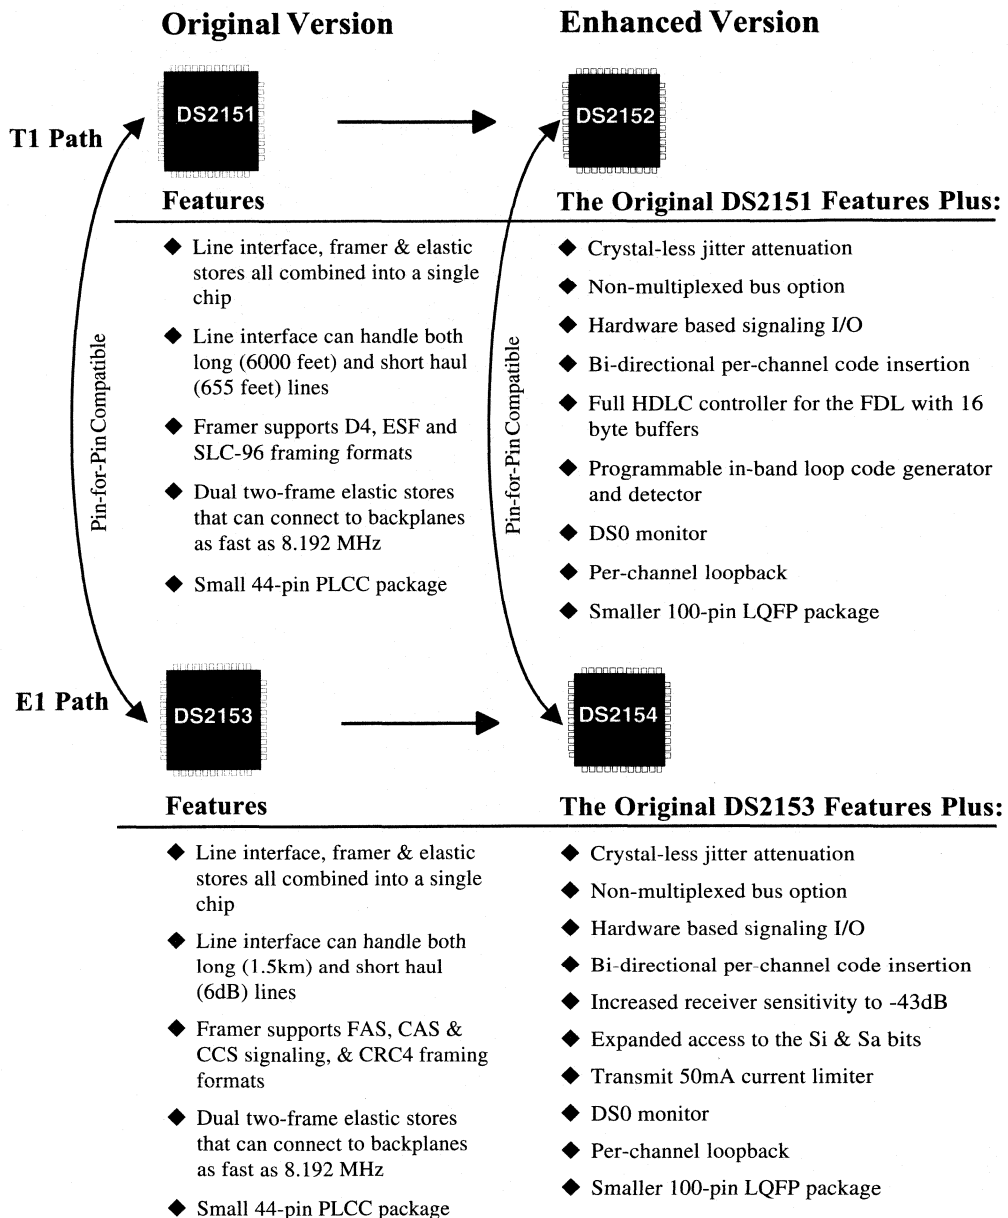 Original Version
Enhanced Version
T1 Path
DS2151
DS2152
Features
The Original DS2151 Features Plus:
Pin-for-Pin Compatible
◆ Line interface, framer & elastic
stores all combined into a single
chip
◆ Line interface can handle both
long (6000 feet) and short haul
(655 feet) lines
◆ Framer supports D4, ESF and
SLC-96 framing formats
◆ Dual two-frame elastic stores
that can connect to backplanes
as fast as 8.192 MHz
◆ Small 44-pin PLCC package
Pin-for-Pin Compatible
◆ Crystal-less jitter attenuation
◆ Non-multiplexed bus option
◆ Hardware based signaling I/O
◆ Bi-directional per-channel code insertion
◆ Full HDLC controller for the FDL with 16
byte buffers
◆ Programmable in-band loop code generator
and detector
◆ DS0 monitor
◆ Per-channel loopback
◆ Smaller 100-pin LQFP package
E1 Path
DS2153
DS2154
Features
The Original DS2153 Features Plus:
◆ Line interface, framer & elastic
stores all combined into a single
chip
◆ Line interface can handle both
long (1.5km) and short haul
(6dB) lines
◆ Framer supports FAS, CAS &
CCS signaling, & CRC4 framing
formats
◆ Dual two-frame elastic stores
that can connect to backplanes
as fast as 8.192 MHz
◆ Small 44-pin PLCC package
◆ Crystal-less jitter attenuation
◆ Non-multiplexed bus option
◆ Hardware based signaling I/O
◆ Bi-directional per-channel code insertion
◆ Increased receiver sensitivity to -43dB
◆ Expanded access to the Si & Sa bits
◆ Transmit 50mA current limiter
◆ DS0 monitor
◆ Per-channel loopback
◆ Smaller 100-pin LQFP package